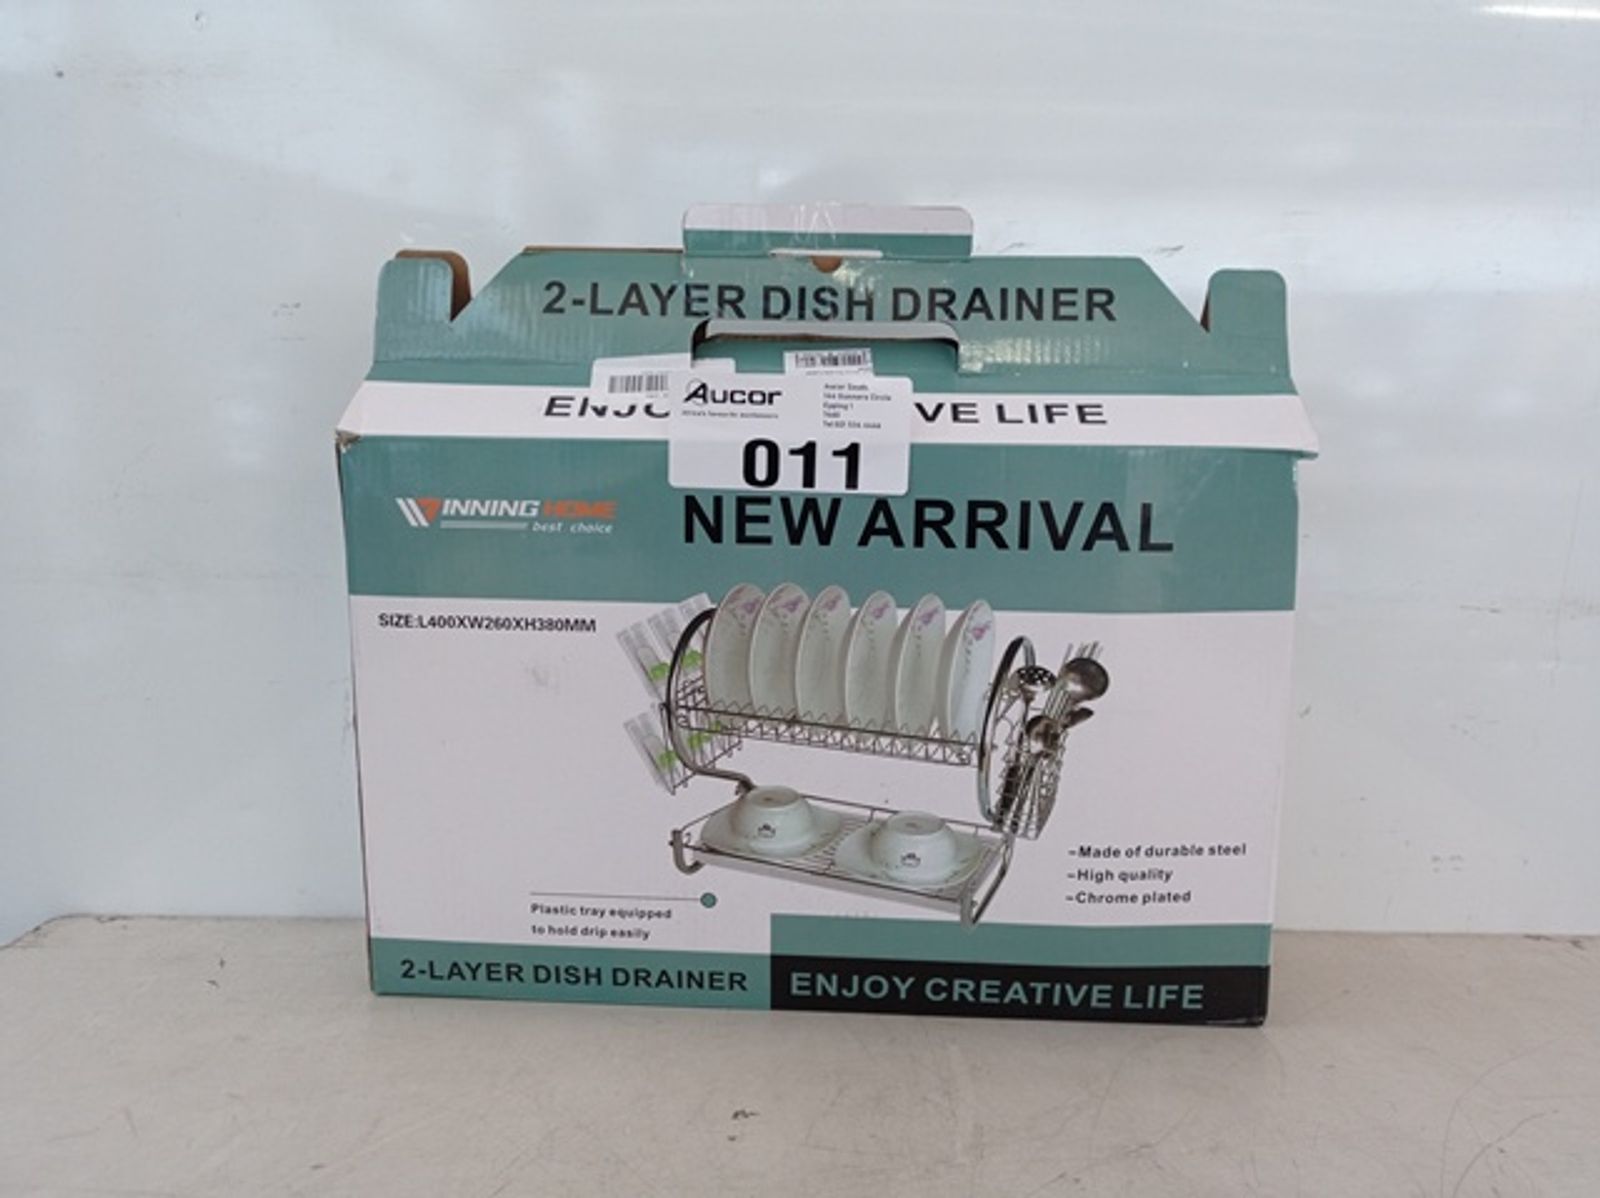 2-LAYER DISH DRAINER
ENJO VE LIFE
Aucor
011
WINNING HOME
best choice
NEW ARRIVAL
SIZE:L400XW260XH380MM
-Made of durable steel
-High quality
-Chrome plated
Plastic tray equipped
to hold drip easily
2-LAYER DISH DRAINER
ENJOY CREATIVE LIFE